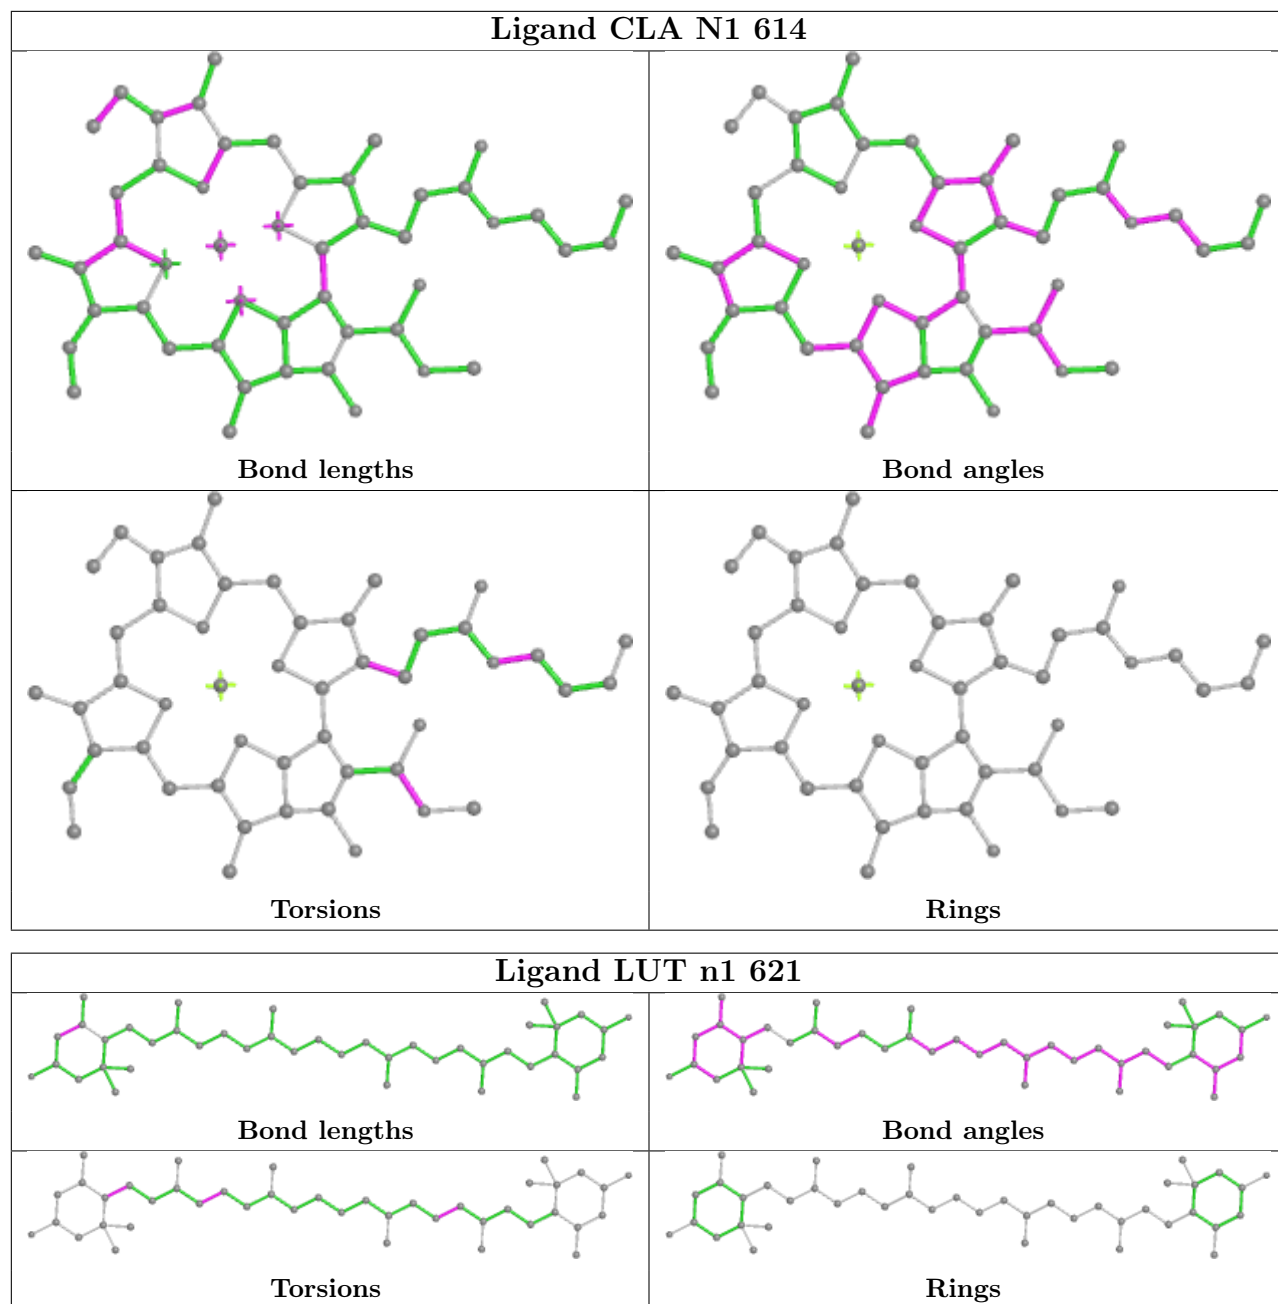 Ligand CLA N1 614
Bond lengths
Bond angles
Torsions
Rings
Ligand LUT n1 621
Bond lengths
Bond angles
Torsions
Rings